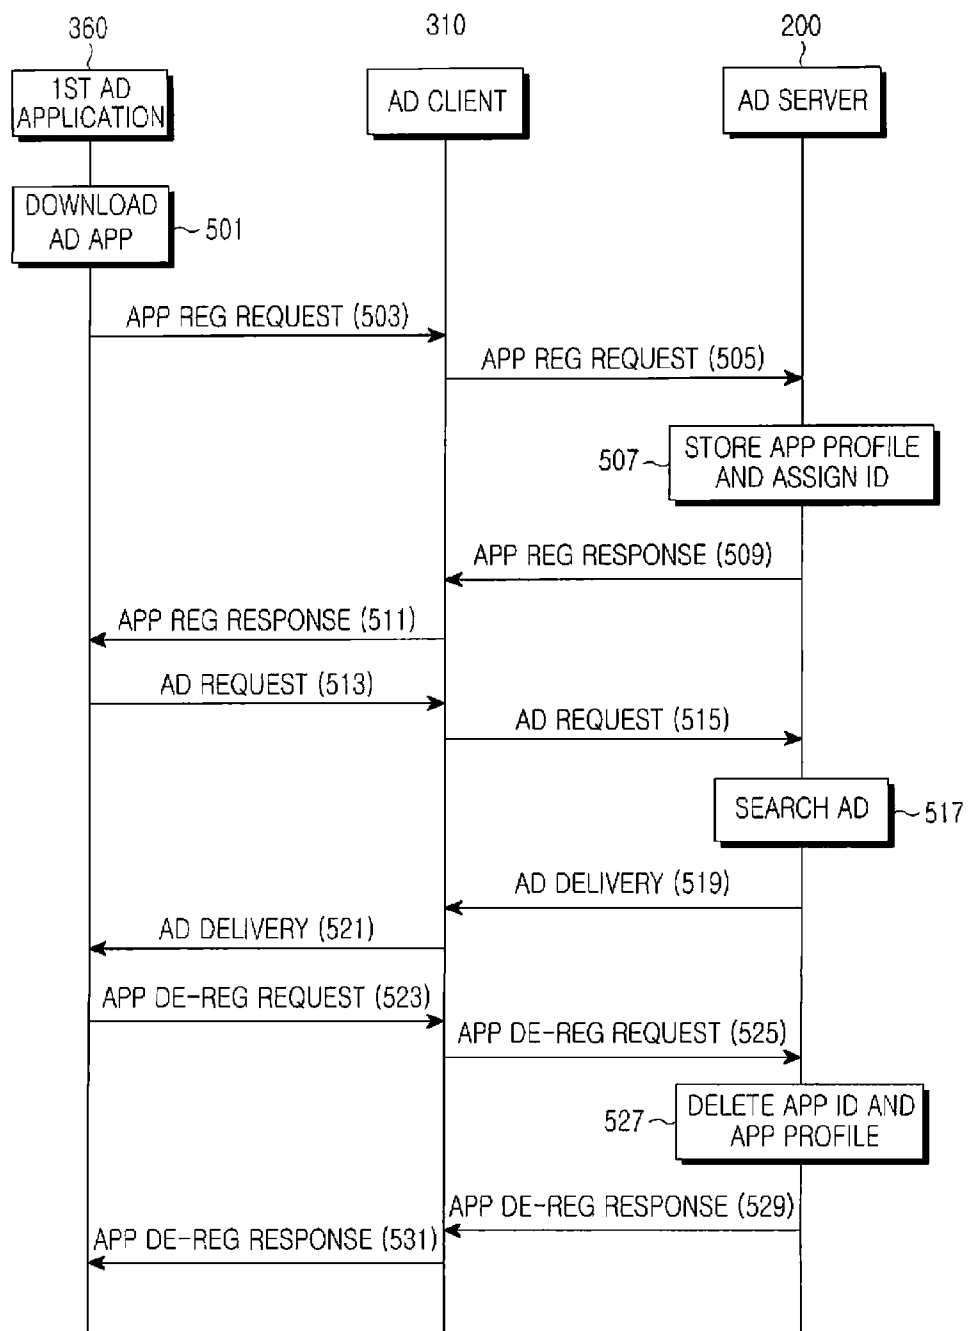 360
310
200
1ST AD
APPLICATION
AD CLIENT
AD SERVER
DOWNLOAD
AD APP
501
APP REG REQUEST (503)
APP REG REQUEST (505)
507
STORE APP PROFILE
AND ASSIGN ID
APP REG RESPONSE (509)
APP REG RESPONSE (511)
AD REQUEST (513)
AD REQUEST (515)
SEARCH AD
517
AD DELIVERY (519)
AD DELIVERY (521)
APP DE-REG REQUEST (523)
APP DE-REG REQUEST (525)
527
DELETE APP ID AND
APP PROFILE
APP DE-REG RESPONSE (529)
APP DE-REG RESPONSE (531)